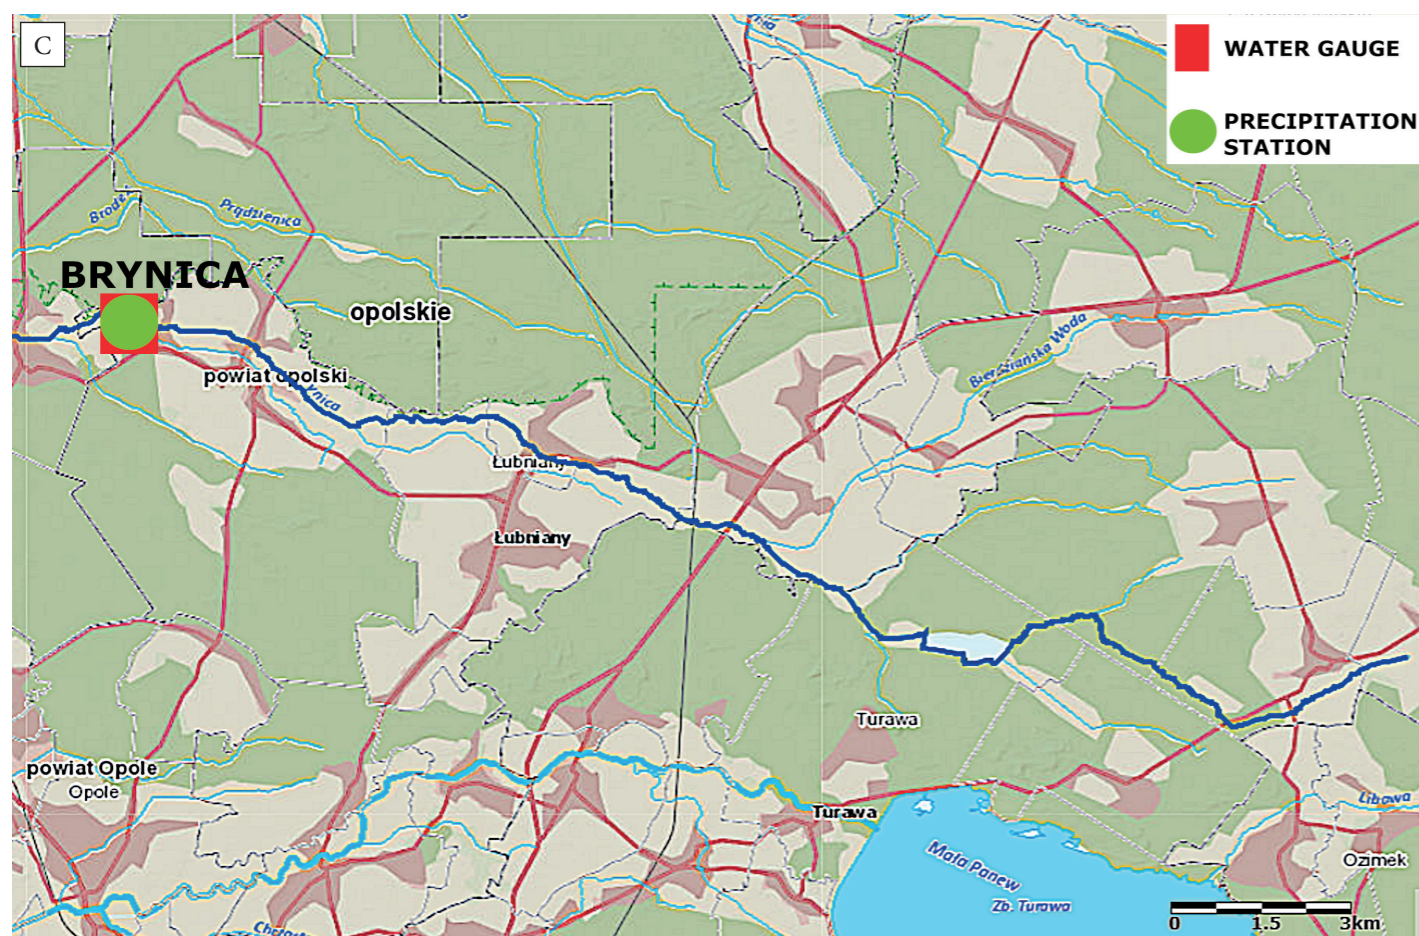 C
WATER GAUGE
PRECIPITATION
STATION
Prądzienica
BRYNICA
opolskie
Bierdzańska Woda
powiat opolski
ynica
Łubniany
Łubniany
Turawa
powiat Opole
Opole
Turawa
Libawa
Ozimek
Mała Panew
Zb. Turawa
0 1.5 3km